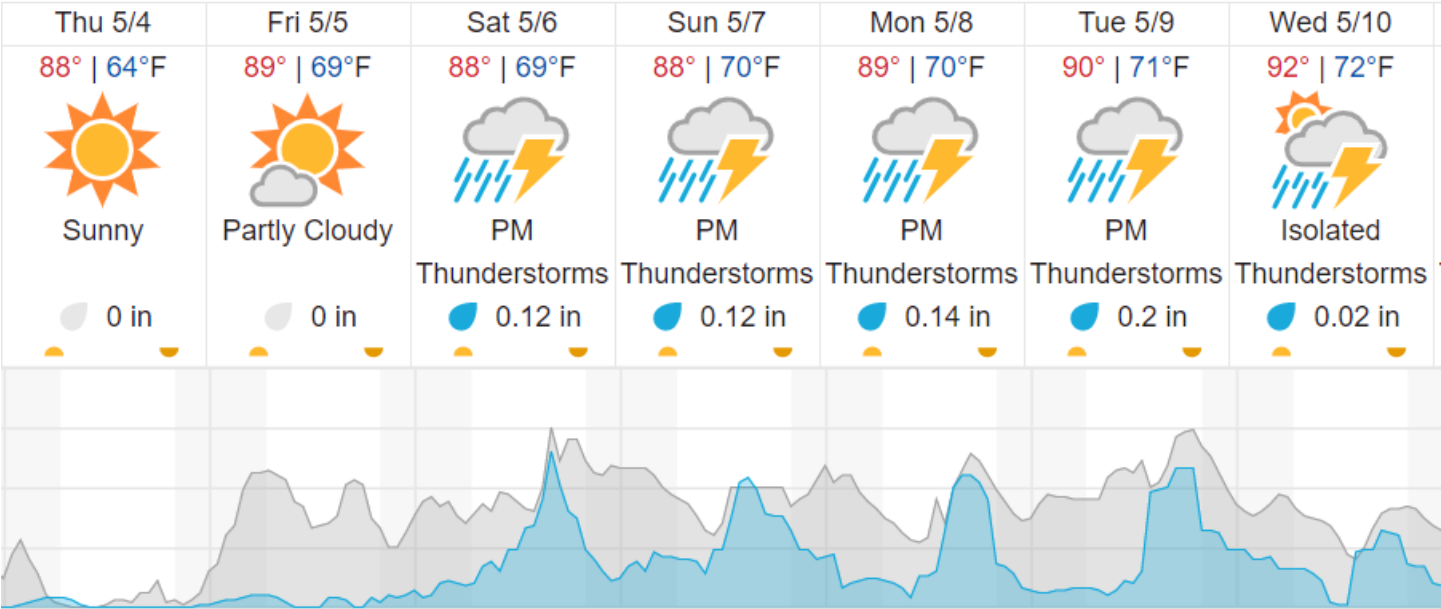 Thu 5/4
88° | 64°F
Sunny
0 in
Fri 5/5
89° | 69°F
Partly Cloudy
0 in
Sat 5/6
88° | 69°F
PM
Thunderstorms
0.12 in
Sun 5/7
88° | 70°F
PM
Thunderstorms
0.12 in
Mon 5/8
89° | 70°F
PM
Thunderstorms
0.14 in
Tue 5/9
90° | 71°F
PM
Thunderstorms
0.2 in
Wed 5/10
92° | 72°F
Isolated
Thunderstorms
0.02 in